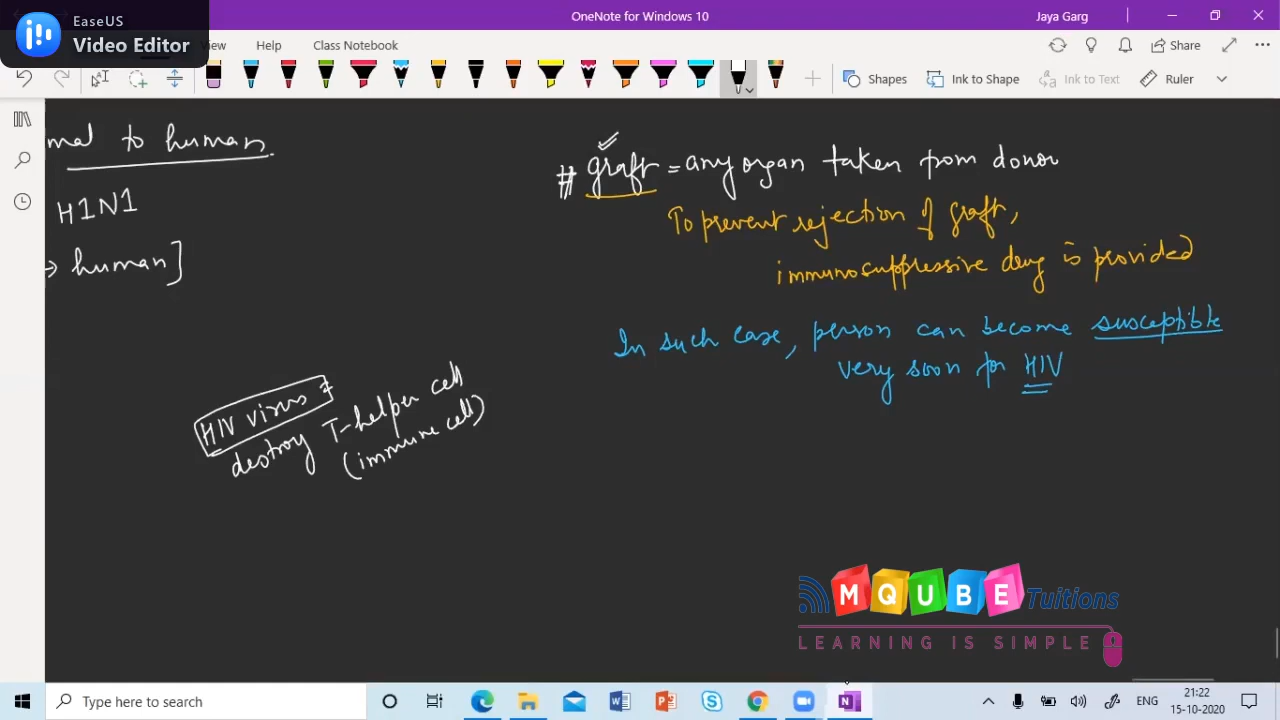 EaseUS
Video Editor
OneNote for Windows 10
Jaya Garg
View Help Class Notebook
Share
Shapes Ink to Shape Ink to Text Ruler
mal to human
H1N1
→ human]
# graft = any organ taken from donor
To prevent rejection of graft,
immunosuppressive drug is provided
In such case, person can become susceptible
very soon for HIV
HIV virus :
destroy T-helper cell
(immune cell)
MQUBE Tuitions
LEARNING IS SIMPLE
Type here to search
ENG
21:22
15-10-2020